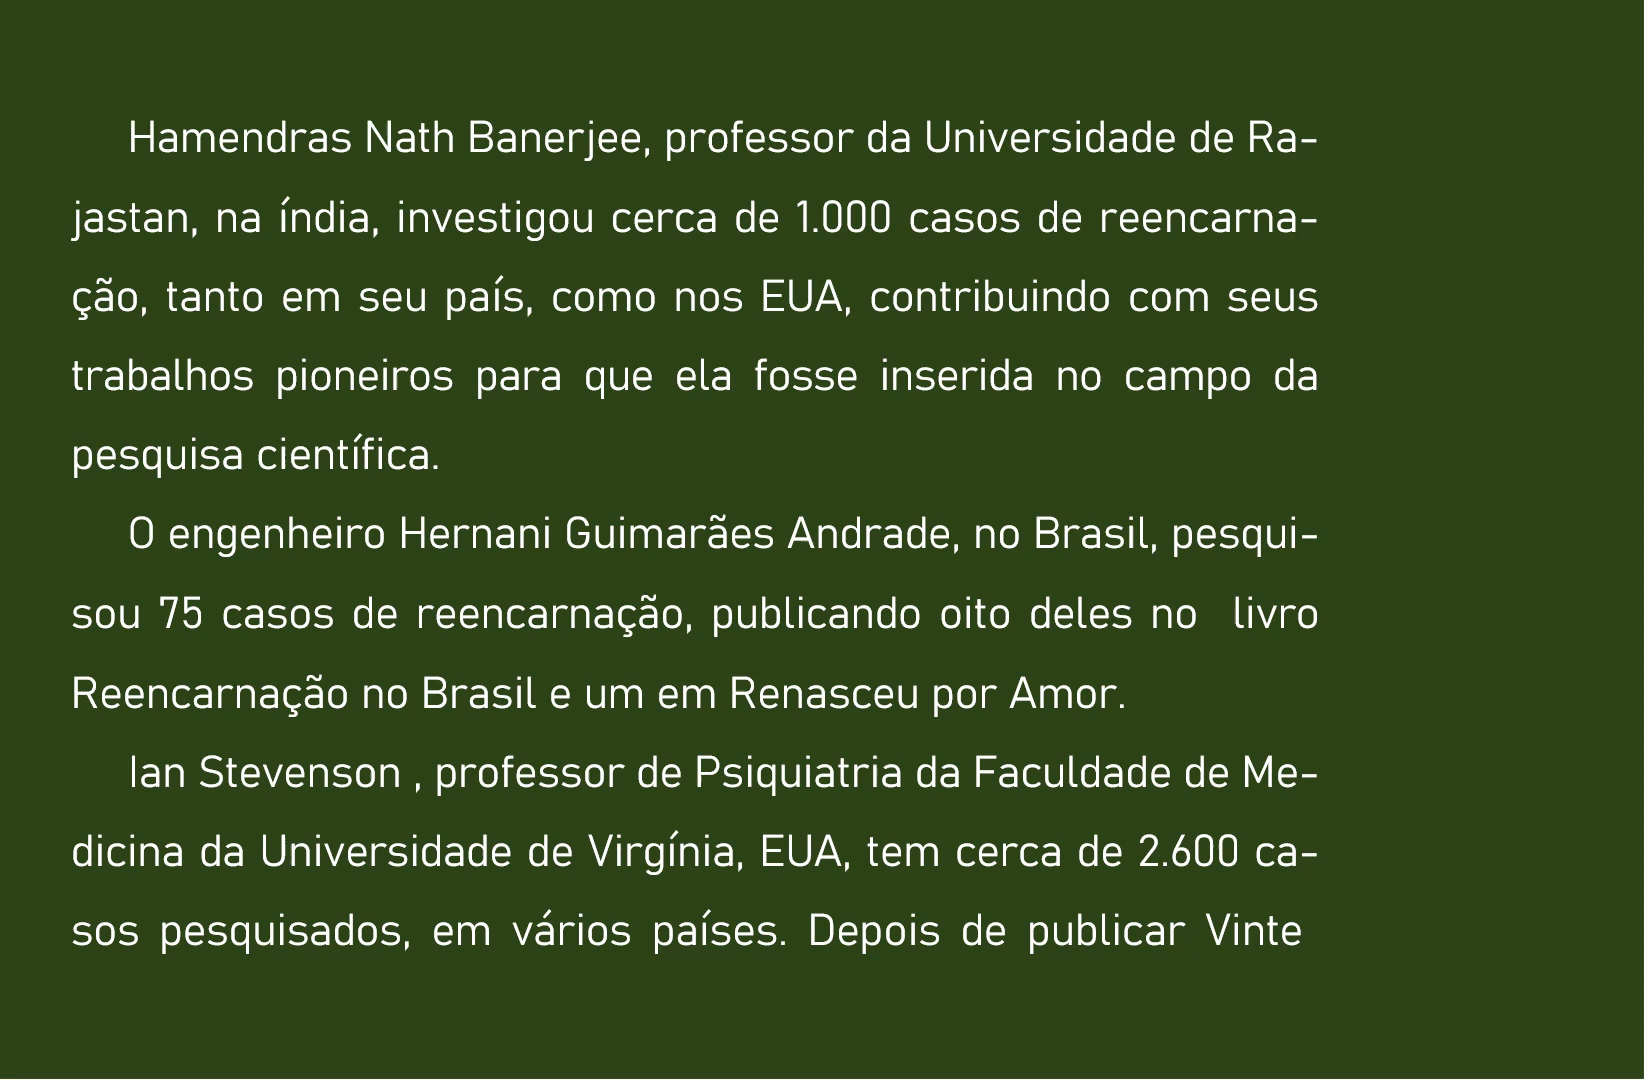 Hamendras Nath Banerjee, professor da Universidade de Ra-
jastan, na índia, investigou cerca de 1.000 casos de reencarna-
ção, tanto em seu país, como nos EUA, contribuindo com seus
trabalhos pioneiros para que ela fosse inserida no campo da
pesquisa científica.
O engenheiro Hernani Guimarães Andrade, no Brasil, pesqui-
sou 75 casos de reencarnação, publicando oito deles no  livro
Reencarnação no Brasil e um em Renasceu por Amor.
Ian Stevenson , professor de Psiquiatria da Faculdade de Me-
dicina da Universidade de Virgínia, EUA, tem cerca de 2.600 ca-
sos pesquisados, em vários países. Depois de publicar Vinte